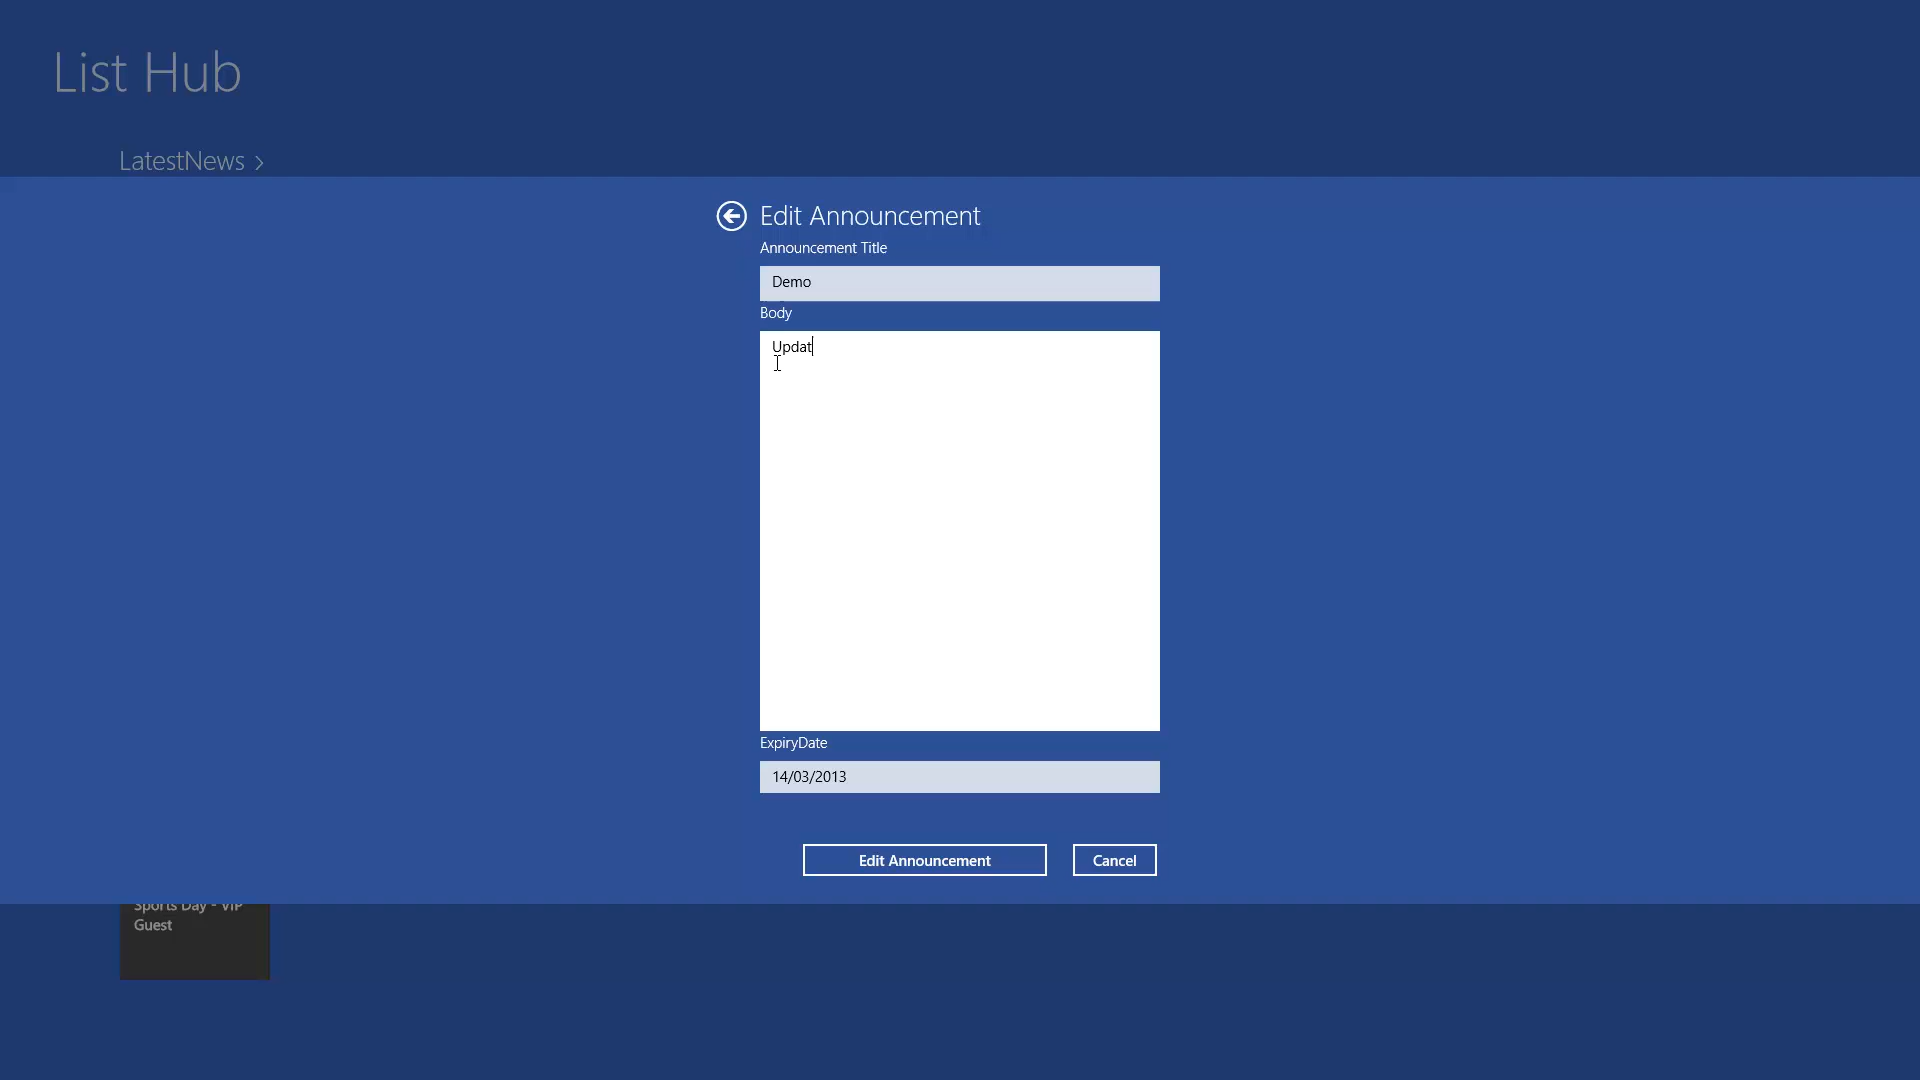 List Hub
LatestNews >
Edit Announcement
Announcement Title
Demo
Body
Updat
ExpiryDate
14/03/2013
Edit Announcement
Cancel
Sports Day - VIP
Guest